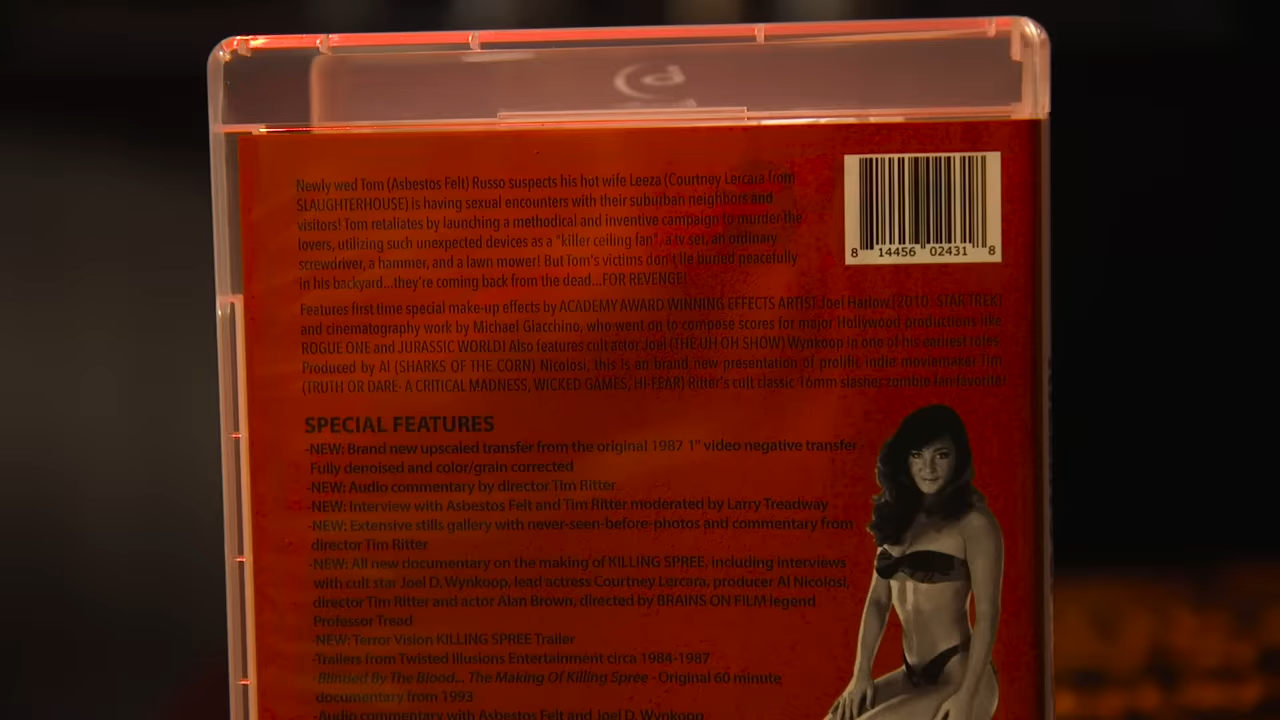 Newly wed Tom (Asbestos Felt) Russo suspects his hot wife Leeza (Courtney Lercara from
SLAUGHTERHOUSE) is having sexual encounters with their suburban neighbors and
visitors! Tom retaliates by launching a methodical and inventive campaign to murder the
lovers, utilizing such unexpected devices as a "killer ceiling fan", a tv set, an ordinary
screwdriver, a hammer, and a lawn mower! But Tom's victims don't lie buried peacefully
in his backyard...they're coming back from the dead...FOR REVENGE!
8 14456 02431 8
Features first time special make-up effects by ACADEMY AWARD WINNING EFFECTS ARTIST Joel Harlow (2010 STAR TREK)
and cinematography work by Michael Giacchino, who went on to compose scores for major Hollywood productions like
ROGUE ONE and JURASSIC WORLD! Also features cult actor Joel (THE UH OH SHOW) Wynkoop in one of his earliest roles.
Produced by Al (SHARKS OF THE CORN) Nicolosi, this is an brand new presentation of prolific indie moviemaker Tim
(TRUTH OR DARE- A CRITICAL MADNESS, WICKED GAMES, HI-FEAR) Ritter's cult classic 16mm slasher zombie fan-favorite!
SPECIAL FEATURES
-NEW: Brand new upscaled transfer from the original 1987 1" video negative transfer-
Fully denoised and color/grain corrected
-NEW: Audio commentary by director Tim Ritter
-NEW: Interview with Asbestos Felt and Tim Ritter moderated by Larry Treadway
-NEW: Extensive stills gallery with never-seen-before-photos and commentary from
director Tim Ritter
-NEW: All new documentary on the making of KILLING SPREE, including interviews
with cult star Joel D. Wynkoop, lead actress Courtney Lercara, producer Al Nicolosi,
director Tim Ritter and actor Alan Brown, directed by BRAINS ON FILM legend
Professor Tread
-NEW: Terror Vision KILLING SPREE Trailer
-Trailers from Twisted Illusions Entertainment circa 1984-1987
-Blinded By The Blood... The Making Of Killing Spree - Original 60 minute
documentary from 1993
-Audio commentary with Asbestos Felt and Joel D. Wynkoop